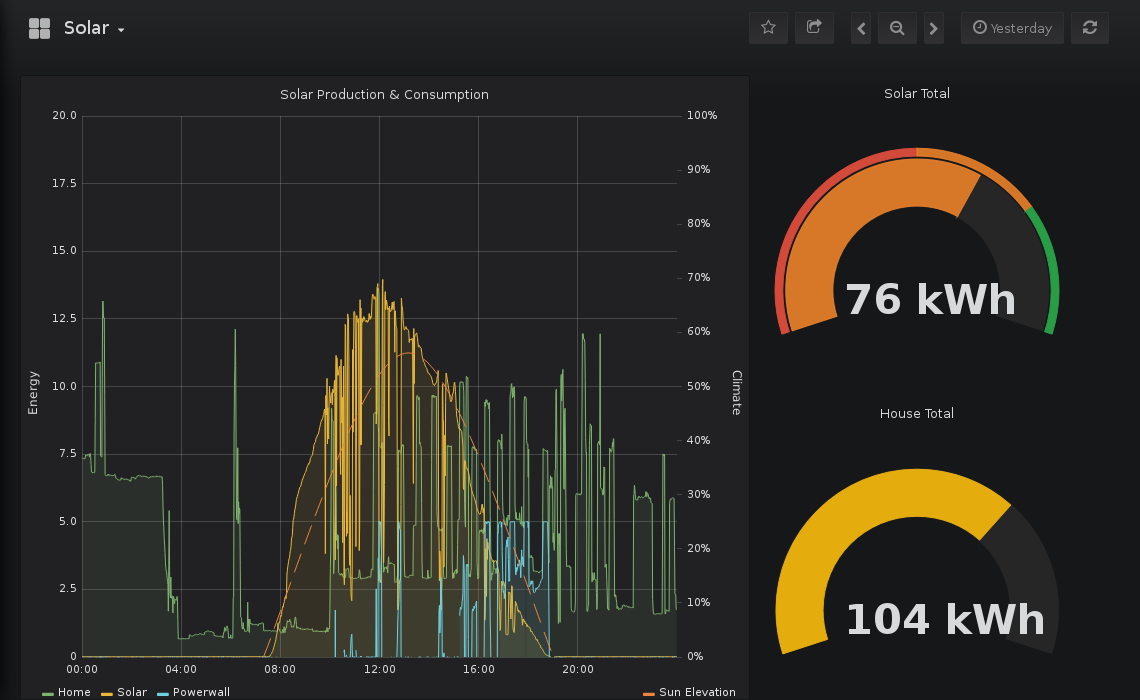 Solar
Yesterday
Solar Production & Consumption
20.0
17.5
15.0
12.5
10.0
7.5
5.0
2.5
0
Energy
100%
90%
80%
70%
60%
50%
40%
30%
20%
10%
0%
Climate
00:00 04:00 08:00 12:00 16:00 20:00
Home Solar Powerwall Sun Elevation
Solar Total
76 kWh
House Total
104 kWh